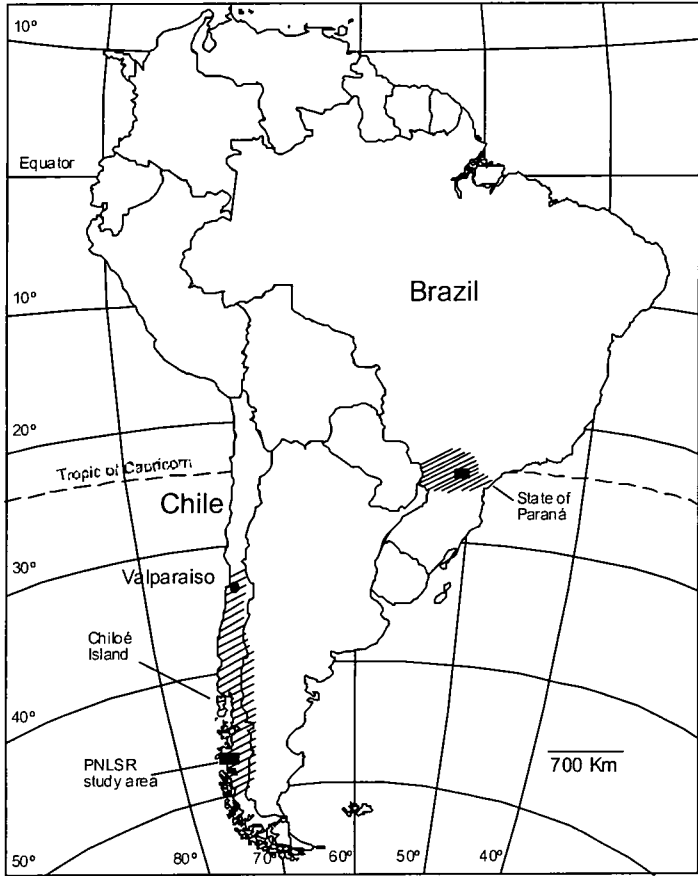 10°
Equator
Brazil
10°
20°
Tropic of Capricorn
Chile
State of
Paraná
30°
Valparaiso
Chiloé
Island
40°
PNLSR
study area
700 Km
50°
80°
70°
60°
50°
40°